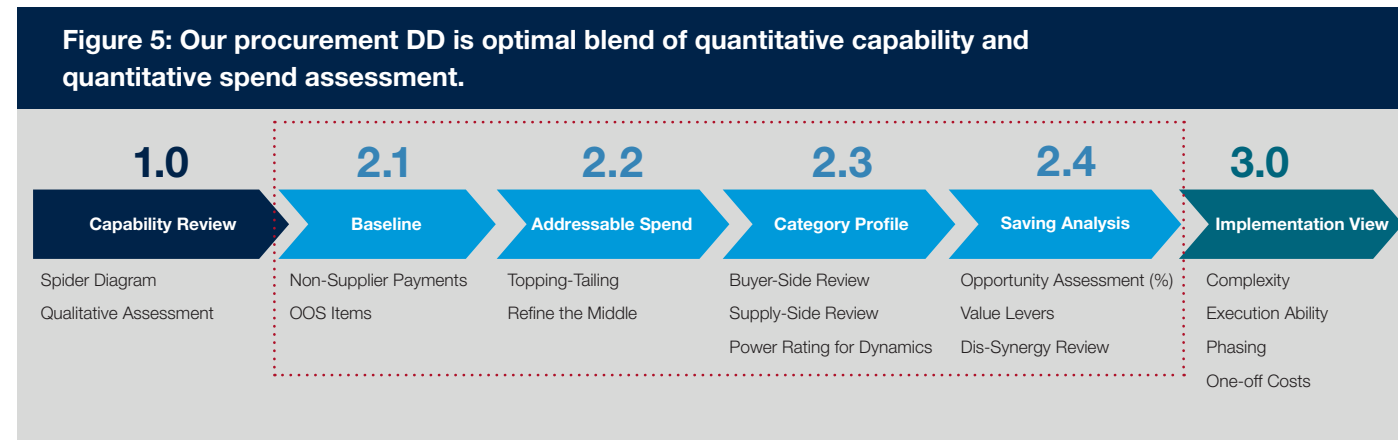 Figure 5: Our procurement DD is optimal blend of quantitative capability and
quantitative spend assessment.
1.0
2.1
2.2
2.3
2.4
3.0
Capability Review
Baseline
Addressable Spend
Category Profile
Saving Analysis
Implementation View
Spider Diagram
Qualitative Assessment
Non-Supplier Payments
OOS Items
Topping-Tailing
Refine the Middle
Buyer-Side Review
Supply-Side Review
Power Rating for Dynamics
Opportunity Assessment (%)
Value Levers
Dis-Synergy Review
Complexity
Execution Ability
Phasing
One-off Costs